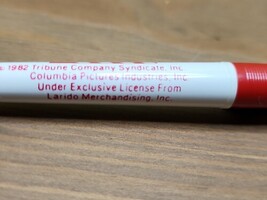 1982 Tribune Company Syndicate, Inc.
Columbia Pictures Industries, Inc.
Under Exclusive License From
Larido Merchandising, Inc.